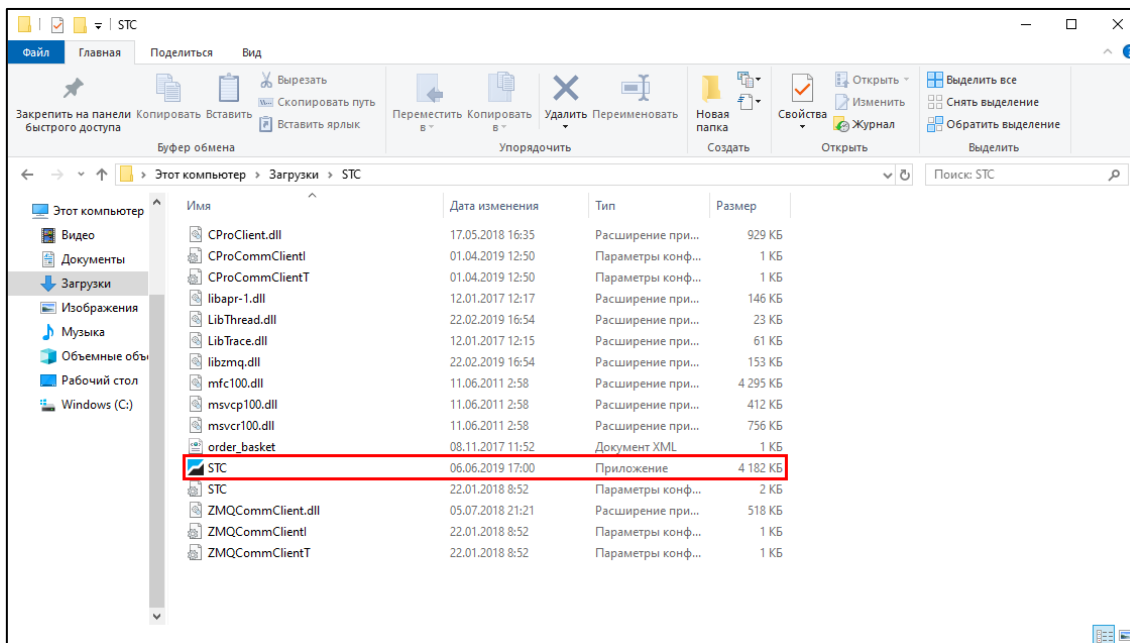 STC
Файл Главная Поделиться Вид
Закрепить на панели быстрого доступа
Копировать
Вставить
Вырезать
Скопировать путь
Вставить ярлык
Буфер обмена
Переместить в
Копировать в
Удалить
Переименовать
Упорядочить
Новая папка
Создать
Свойства
Открыть
Изменить
Журнал
Открыть
Выделить все
Снять выделение
Обратить выделение
Выделить
Этот компьютер > Загрузки > STC
Поиск: STC
Этот компьютер
Видео
Документы
Загрузки
Изображения
Музыка
Объемные объ
Рабочий стол
Windows (C:)
Имя Дата изменения Тип Размер
CProClient.dll 17.05.2018 16:35 Расширение при... 929 КБ
CProCommClientI 01.04.2019 12:50 Параметры конф... 1 КБ
CProCommClientT 01.04.2019 12:50 Параметры конф... 1 КБ
libapr-1.dll 12.01.2017 12:17 Расширение при... 146 КБ
LibThread.dll 22.02.2019 16:54 Расширение при... 23 КБ
LibTrace.dll 12.01.2017 12:15 Расширение при... 61 КБ
libzmq.dll 22.02.2019 16:54 Расширение при... 153 КБ
mfc100.dll 11.06.2011 2:58 Расширение при... 4 295 КБ
msvcp100.dll 11.06.2011 2:58 Расширение при... 412 КБ
msvcr100.dll 11.06.2011 2:58 Расширение при... 756 КБ
order_basket 08.11.2017 11:52 Документ XML 1 КБ
STC 06.06.2019 17:00 Приложение 4 182 КБ
STC 22.01.2018 8:52 Параметры конф... 2 КБ
ZMQCommClient.dll 05.07.2018 21:21 Расширение при... 518 КБ
ZMQCommClientI 22.01.2018 8:52 Параметры конф... 1 КБ
ZMQCommClientT 22.01.2018 8:52 Параметры конф... 1 КБ